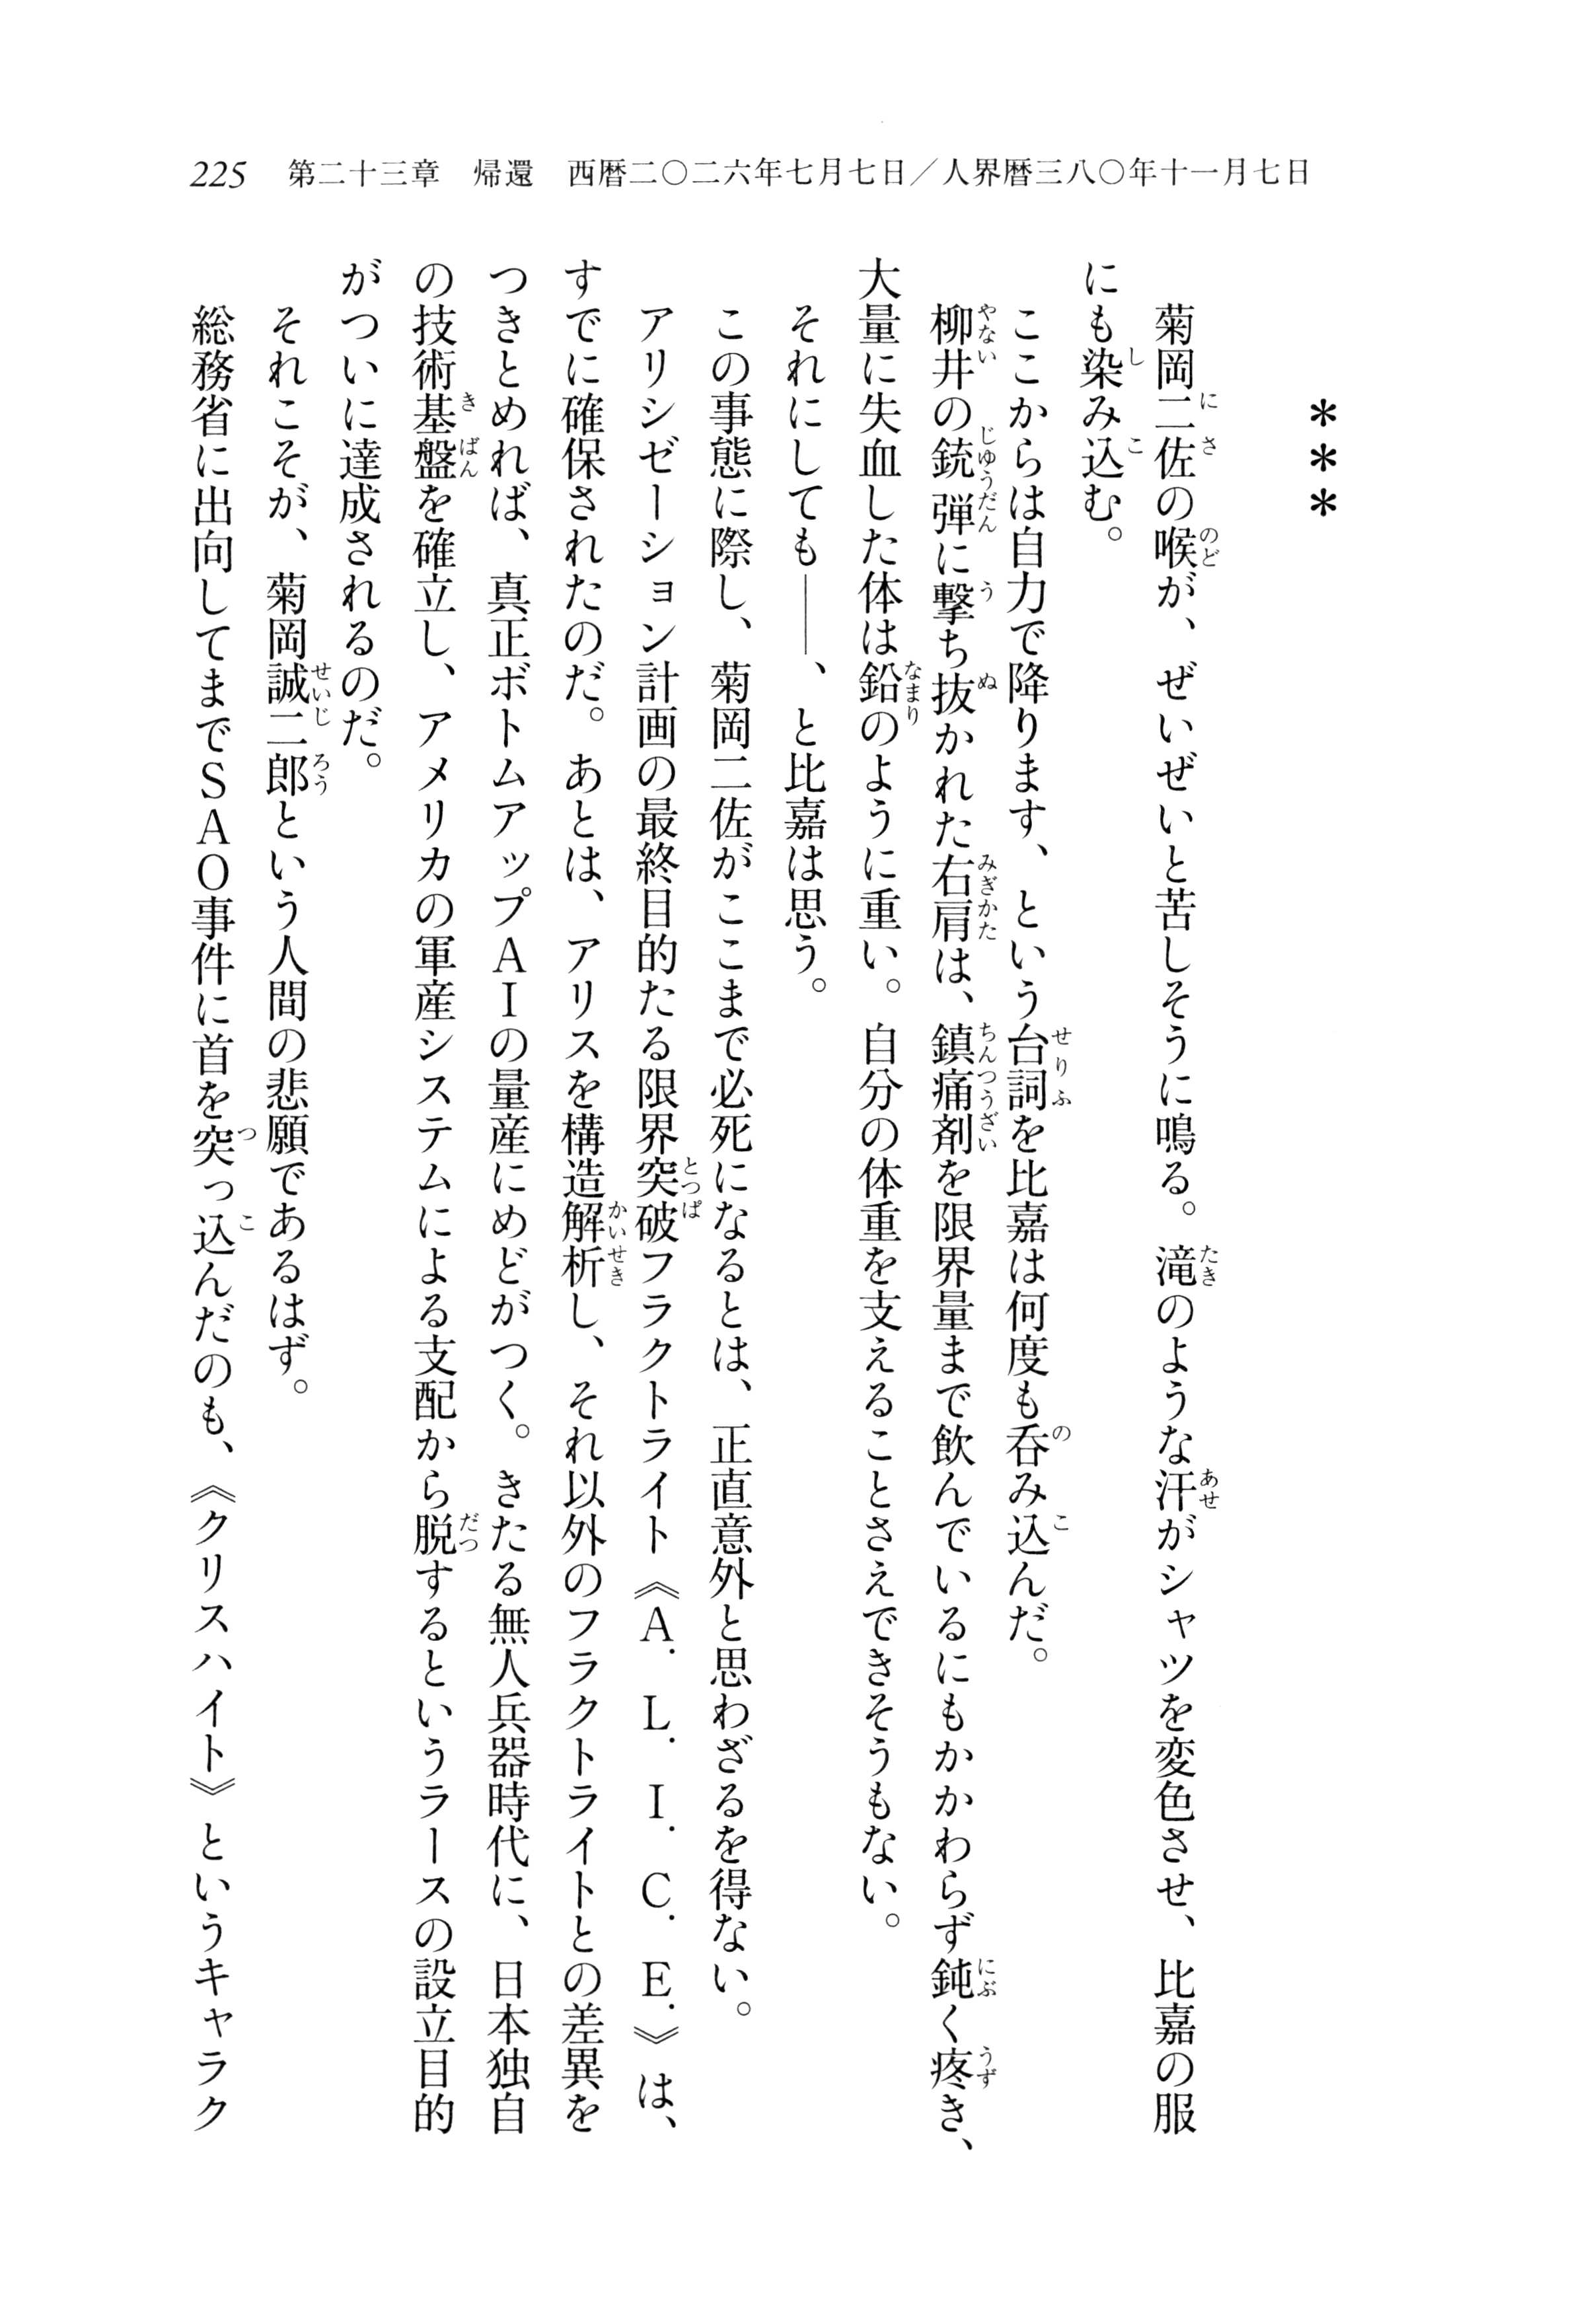 225 第二十三章　帰還　西暦二〇二六年七月七日／人界暦三八〇年十一月七日
＊＊＊
菊岡二佐の喉が、ぜいぜいと苦しそうに鳴る。滝のような汗がシャツを変色させ、比嘉の服
にも染み込む。
ここからは自力で降ります、という台詞を比嘉は何度も呑み込んだ。
柳井の銃弾に撃ち抜かれた右肩は、鎮痛剤を限界量まで飲んでいるにもかかわらず鈍く疼き、
大量に失血した体は鉛のように重い。自分の体重を支えることさえできそうもない。
それにしても――、と比嘉は思う。
この事態に際し、菊岡二佐がここまで必死になるとは、正直意外と思わざるを得ない。
アリシゼーション計画の最終目的たる限界突破フラクトライト《A. L. I. C. E.》は、
すでに確保されたのだ。あとは、アリスを構造解析し、それ以外のフラクトライトとの差異を
つきとめれば、真正ボトムアップAIの量産にめどがつく。きたる無人兵器時代に、日本独自
の技術基盤を確立し、アメリカの軍産システムによる支配から脱するというラースの設立目的
がついに達成されるのだ。
それこそが、菊岡誠二郎という人間の悲願であるはず。
総務省に出向してまでSAO事件に首を突っ込んだのも、《クリスハイト》というキャラク